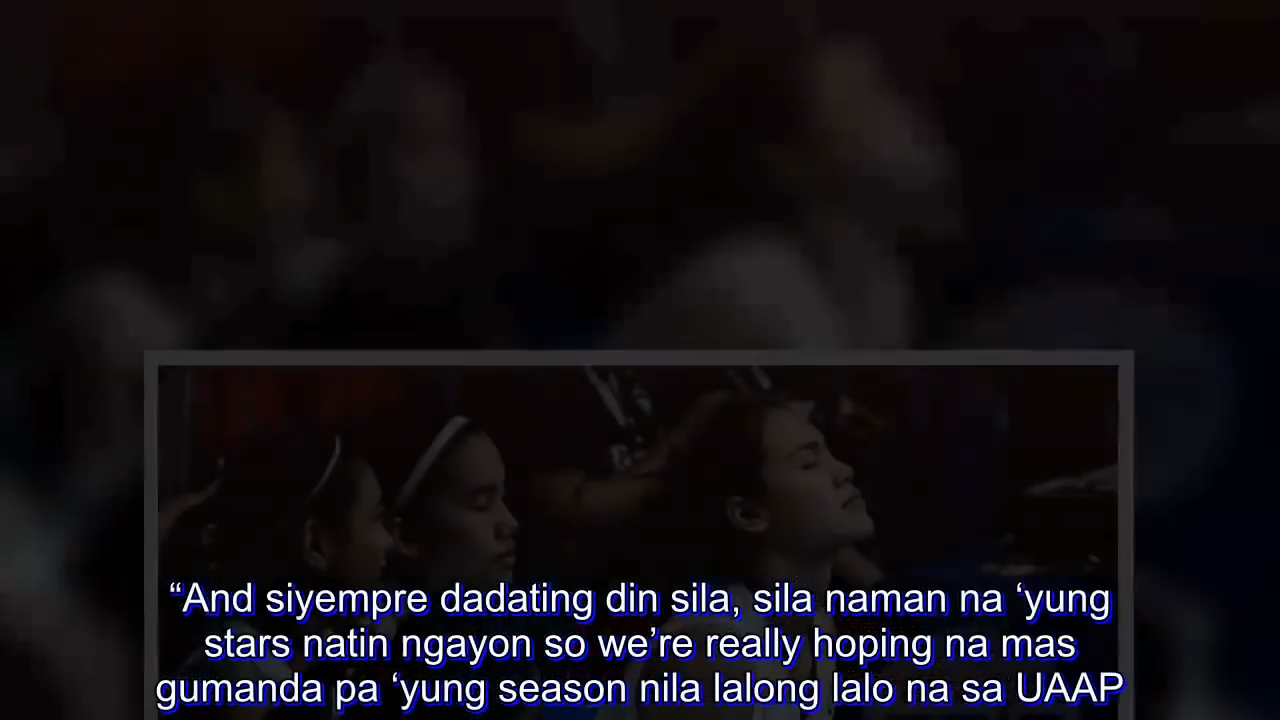 “And siyempre dadating din sila, sila naman na ‘yung
stars natin ngayon so we’re really hoping na mas
gumanda pa ‘yung season nila lalong lalo na sa UAAP